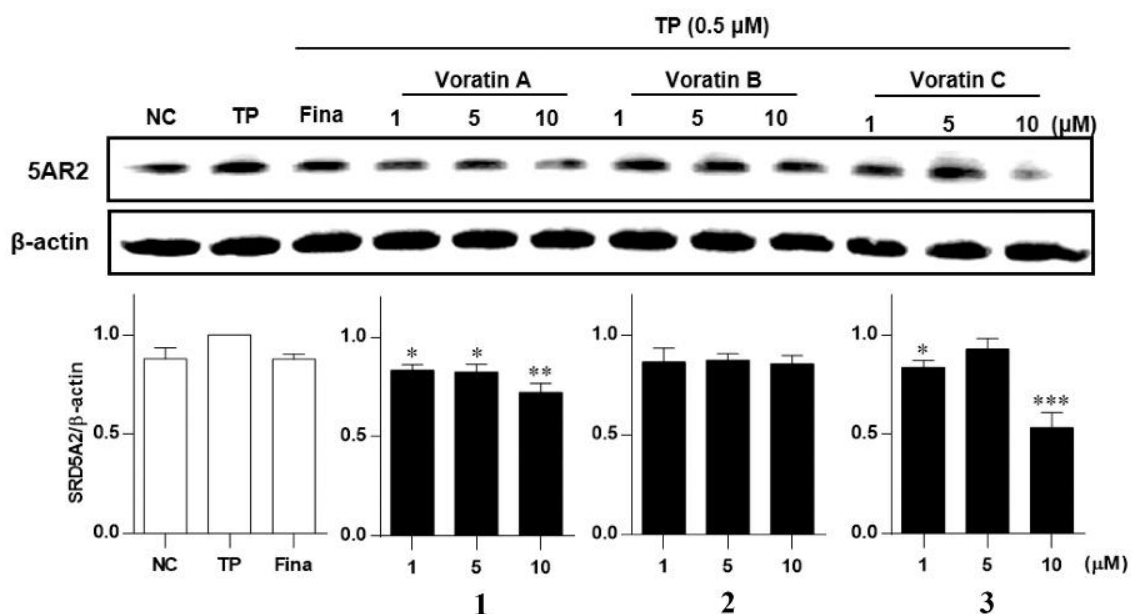 TP (0.5 µM)
Voratin A Voratin B Voratin C
NC TP Fina 1 5 10 1 5 10 1 5 10 (µM)
5AR2
β-actin
SRD5A2/β-actin
1.0
0.5
0.0
NC TP Fina
1.0
0.5
0.0
* * **
1 5 10
1
1.0
0.5
0.0
1 5 10
2
1.0
0.5
0.0
* ***
1 5 10 (µM)
3